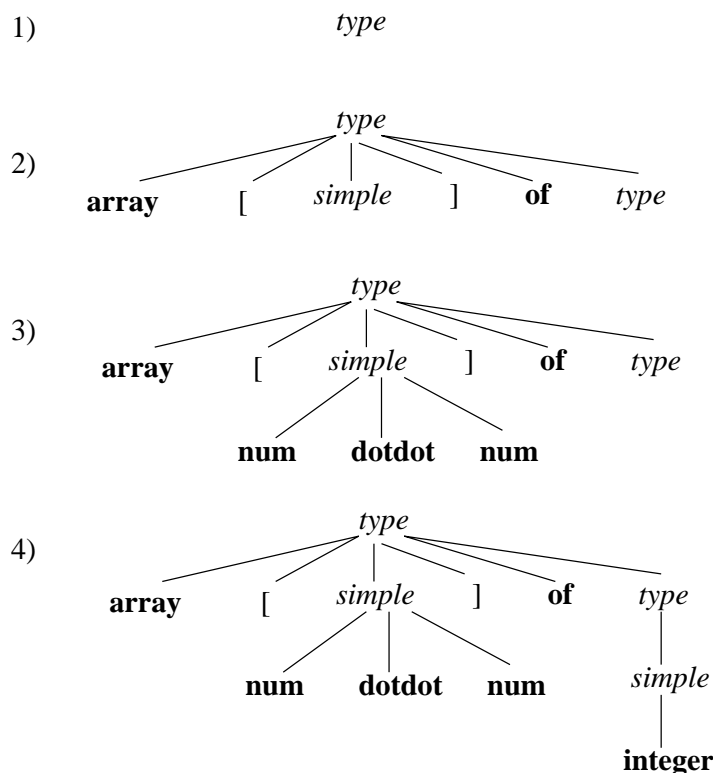 1) type
type
2) array [ simple ] of type
type
3) array [ simple ] of type
num dotdot num
type
4) array [ simple ] of type
num dotdot num simple
integer